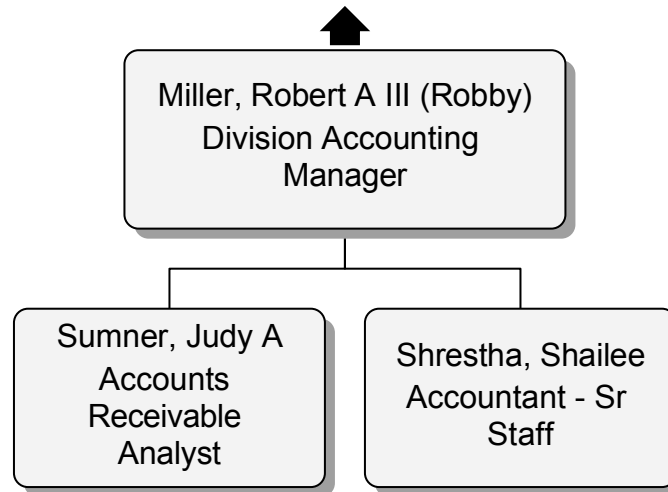 Miller, Robert A III (Robby)
Division Accounting
Manager
Sumner, Judy A
Accounts
Receivable
Analyst
Shrestha, Shailee
Accountant - Sr
Staff